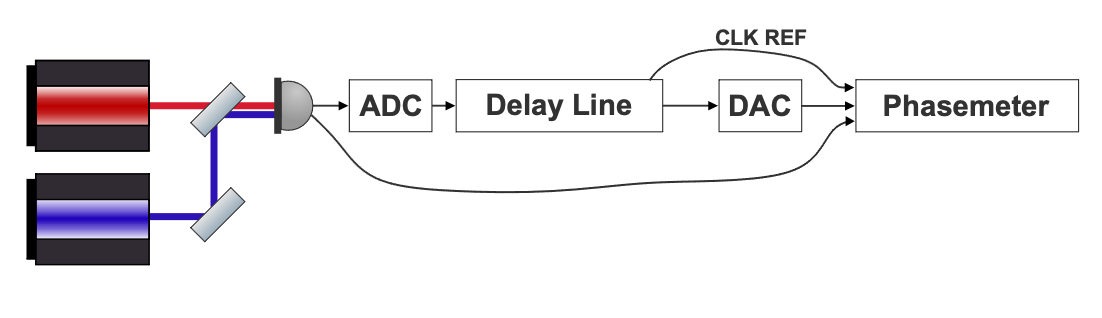 CLK REF
ADC
Delay Line
DAC
Phasemeter